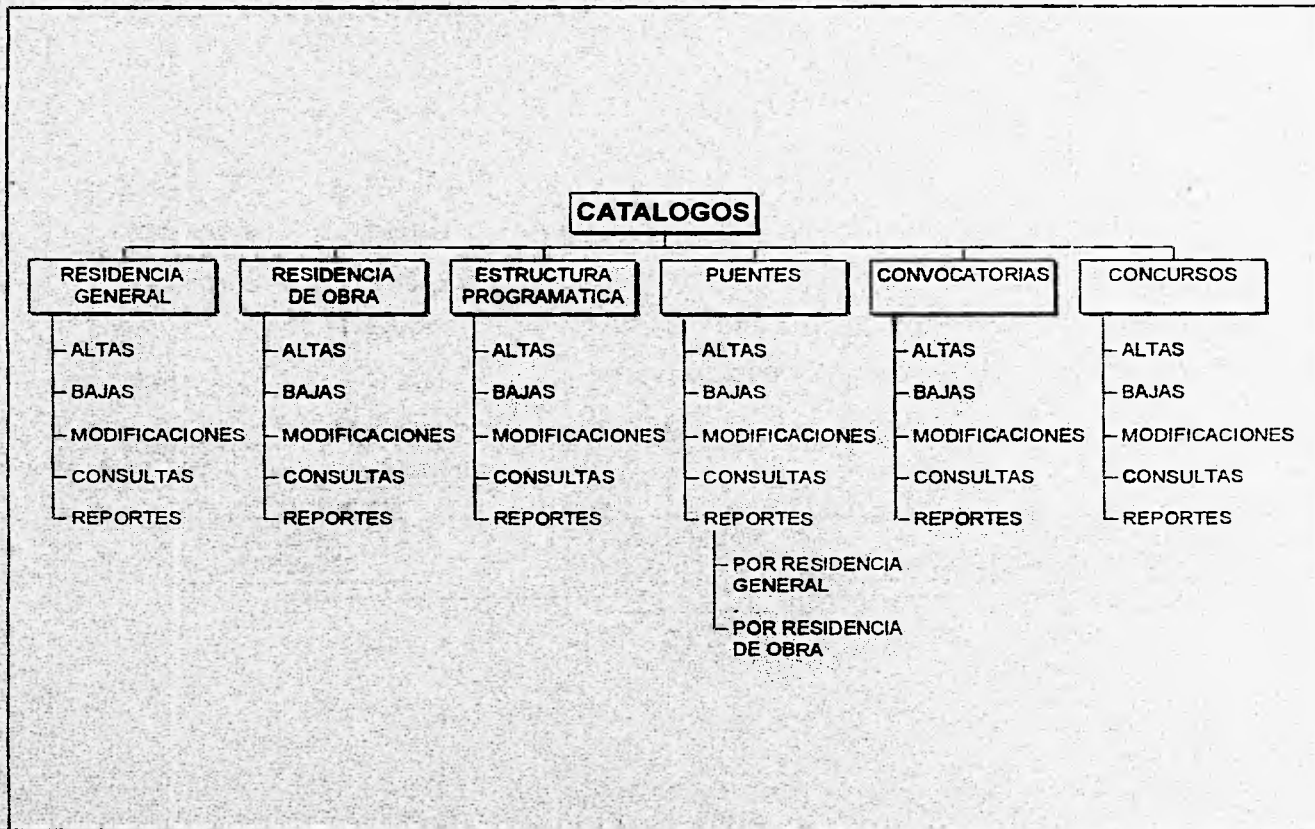 CATALOGOS
RESIDENCIA
GENERAL
ALTAS
BAJAS
MODIFICACIONES
CONSULTAS
REPORTES
RESIDENCIA
DE OBRA
ALTAS
BAJAS
MODIFICACIONES
CONSULTAS
REPORTES
ESTRUCTURA
PROGRAMATICA
ALTAS
BAJAS
MODIFICACIONES
CONSULTAS
REPORTES
PUENTES
ALTAS
BAJAS
MODIFICACIONES
CONSULTAS
REPORTES
POR RESIDENCIA
GENERAL
POR RESIDENCIA
DE OBRA
CONVOCATORIAS
ALTAS
BAJAS
MODIFICACIONES
CONSULTAS
REPORTES
CONCURSOS
ALTAS
BAJAS
MODIFICACIONES
CONSULTAS
REPORTES